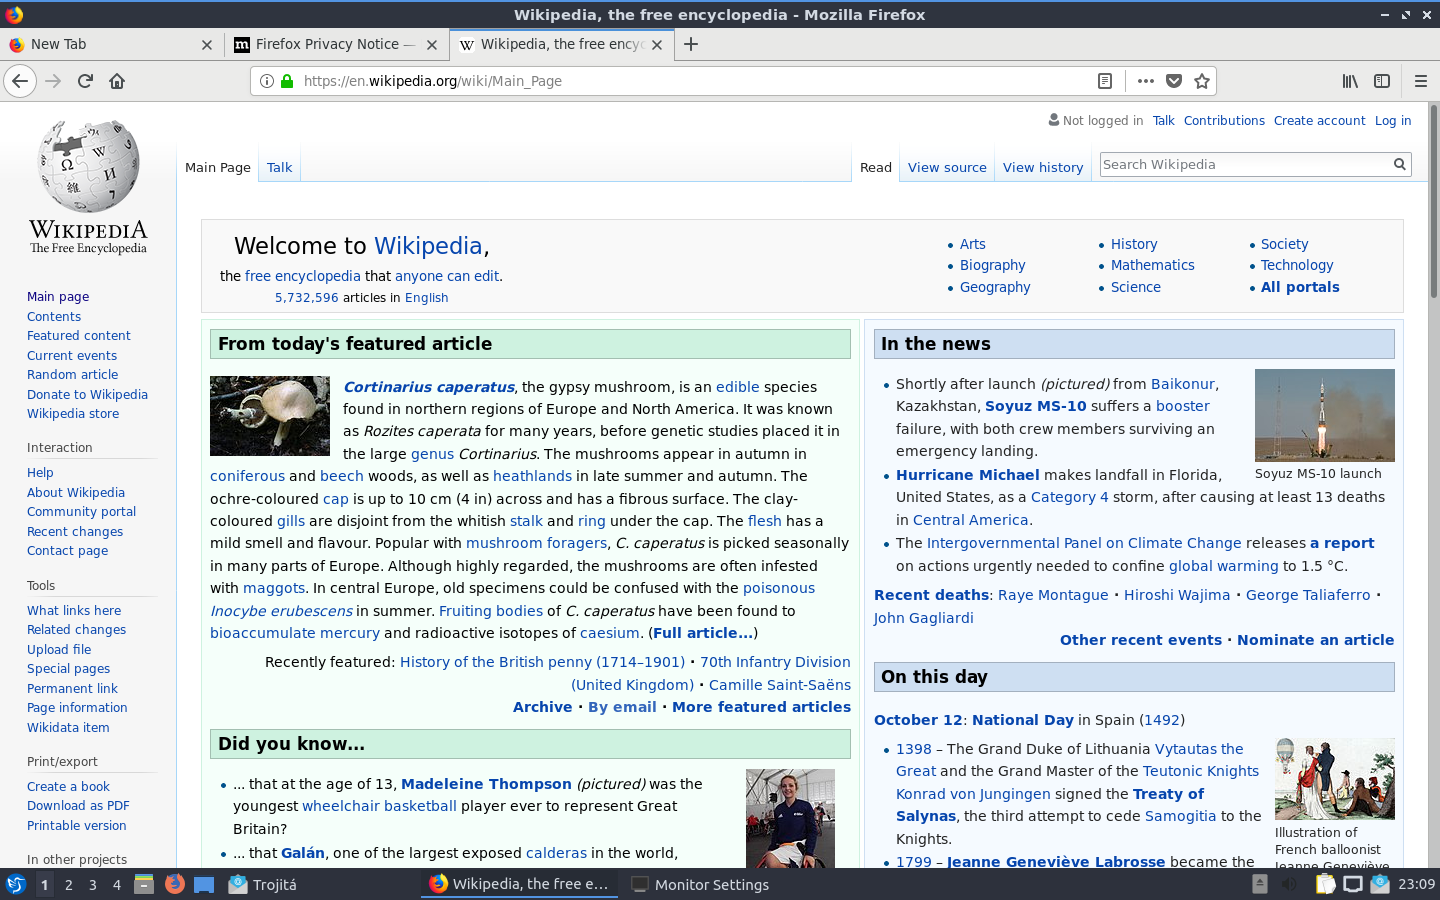 Wikipedia, the free encyclopedia - Mozilla Firefox
New Tab
Firefox Privacy Notice —
Wikipedia, the free ency
https://en.wikipedia.org/wiki/Main_Page
Not logged in Talk Contributions Create account Log in
Main Page Talk
Read View source View history
Search Wikipedia
WIKIPEDIA
The Free Encyclopedia
Main page
Contents
Featured content
Current events
Random article
Donate to Wikipedia
Wikipedia store
Interaction
Help
About Wikipedia
Community portal
Recent changes
Contact page
Tools
What links here
Related changes
Upload file
Special pages
Permanent link
Page information
Wikidata item
Print/export
Create a book
Download as PDF
Printable version
In other projects
Welcome to Wikipedia,
the free encyclopedia that anyone can edit.
5,732,596 articles in English
Arts
Biography
Geography
History
Mathematics
Science
Society
Technology
All portals
From today's featured article
Cortinarius caperatus, the gypsy mushroom, is an edible species
found in northern regions of Europe and North America. It was known
as Rozites caperata for many years, before genetic studies placed it in
the large genus Cortinarius. The mushrooms appear in autumn in
coniferous and beech woods, as well as heathlands in late summer and autumn. The
ochre-coloured cap is up to 10 cm (4 in) across and has a fibrous surface. The clay-
coloured gills are disjoint from the whitish stalk and ring under the cap. The flesh has a
mild smell and flavour. Popular with mushroom foragers, C. caperatus is picked seasonally
in many parts of Europe. Although highly regarded, the mushrooms are often infested
with maggots. In central Europe, old specimens could be confused with the poisonous
Inocybe erubescens in summer. Fruiting bodies of C. caperatus have been found to
bioaccumulate mercury and radioactive isotopes of caesium. (Full article...)
Recently featured: History of the British penny (1714–1901) · 70th Infantry Division
(United Kingdom) · Camille Saint-Saëns
Archive · By email · More featured articles
Did you know...
... that at the age of 13, Madeleine Thompson (pictured) was the
youngest wheelchair basketball player ever to represent Great
Britain?
... that Galán, one of the largest exposed calderas in the world,
In the news
Shortly after launch (pictured) from Baikonur,
Kazakhstan, Soyuz MS-10 suffers a booster
failure, with both crew members surviving an
emergency landing.
Soyuz MS-10 launch
Hurricane Michael makes landfall in Florida,
United States, as a Category 4 storm, after causing at least 13 deaths
in Central America.
The Intergovernmental Panel on Climate Change releases a report
on actions urgently needed to confine global warming to 1.5 °C.
Recent deaths: Raye Montague · Hiroshi Wajima · George Taliaferro ·
John Gagliardi
Other recent events · Nominate an article
On this day
October 12: National Day in Spain (1492)
1398 – The Grand Duke of Lithuania Vytautas the
Great and the Grand Master of the Teutonic Knights
Konrad von Jungingen signed the Treaty of
Salynas, the third attempt to cede Samogitia to the
Knights.
1799 – Jeanne Geneviève Labrosse became the
Illustration of
French balloonist
Jeanne Geneviève
1 2 3 4 Trojitá Wikipedia, the free e... Monitor Settings 23:09